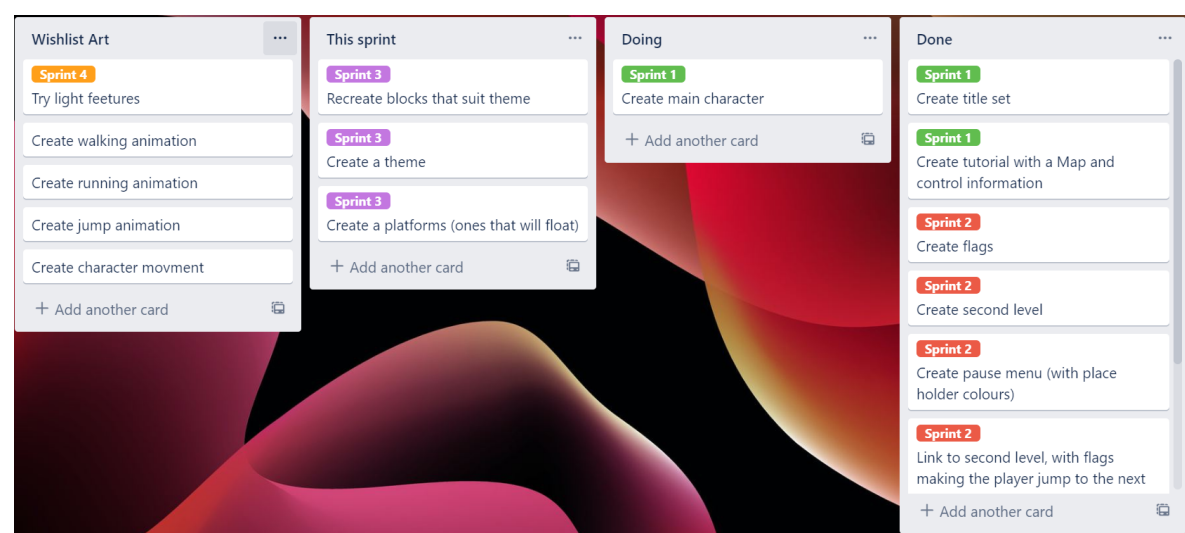 Wishlist Art
Sprint 4
Try light feetures
Create walking animation
Create running animation
Create jump animation
Create character movment
+ Add another card
This sprint
Sprint 3
Recreate blocks that suit theme
Sprint 3
Create a theme
Sprint 3
Create a platforms (ones that will float)
+ Add another card
Doing
Sprint 1
Create main character
+ Add another card
Done
Sprint 1
Create title set
Sprint 1
Create tutorial with a Map and
control information
Sprint 2
Create flags
Sprint 2
Create second level
Sprint 2
Create pause menu (with place
holder colours)
Sprint 2
Link to second level, with flags
making the player jump to the next
+ Add another card